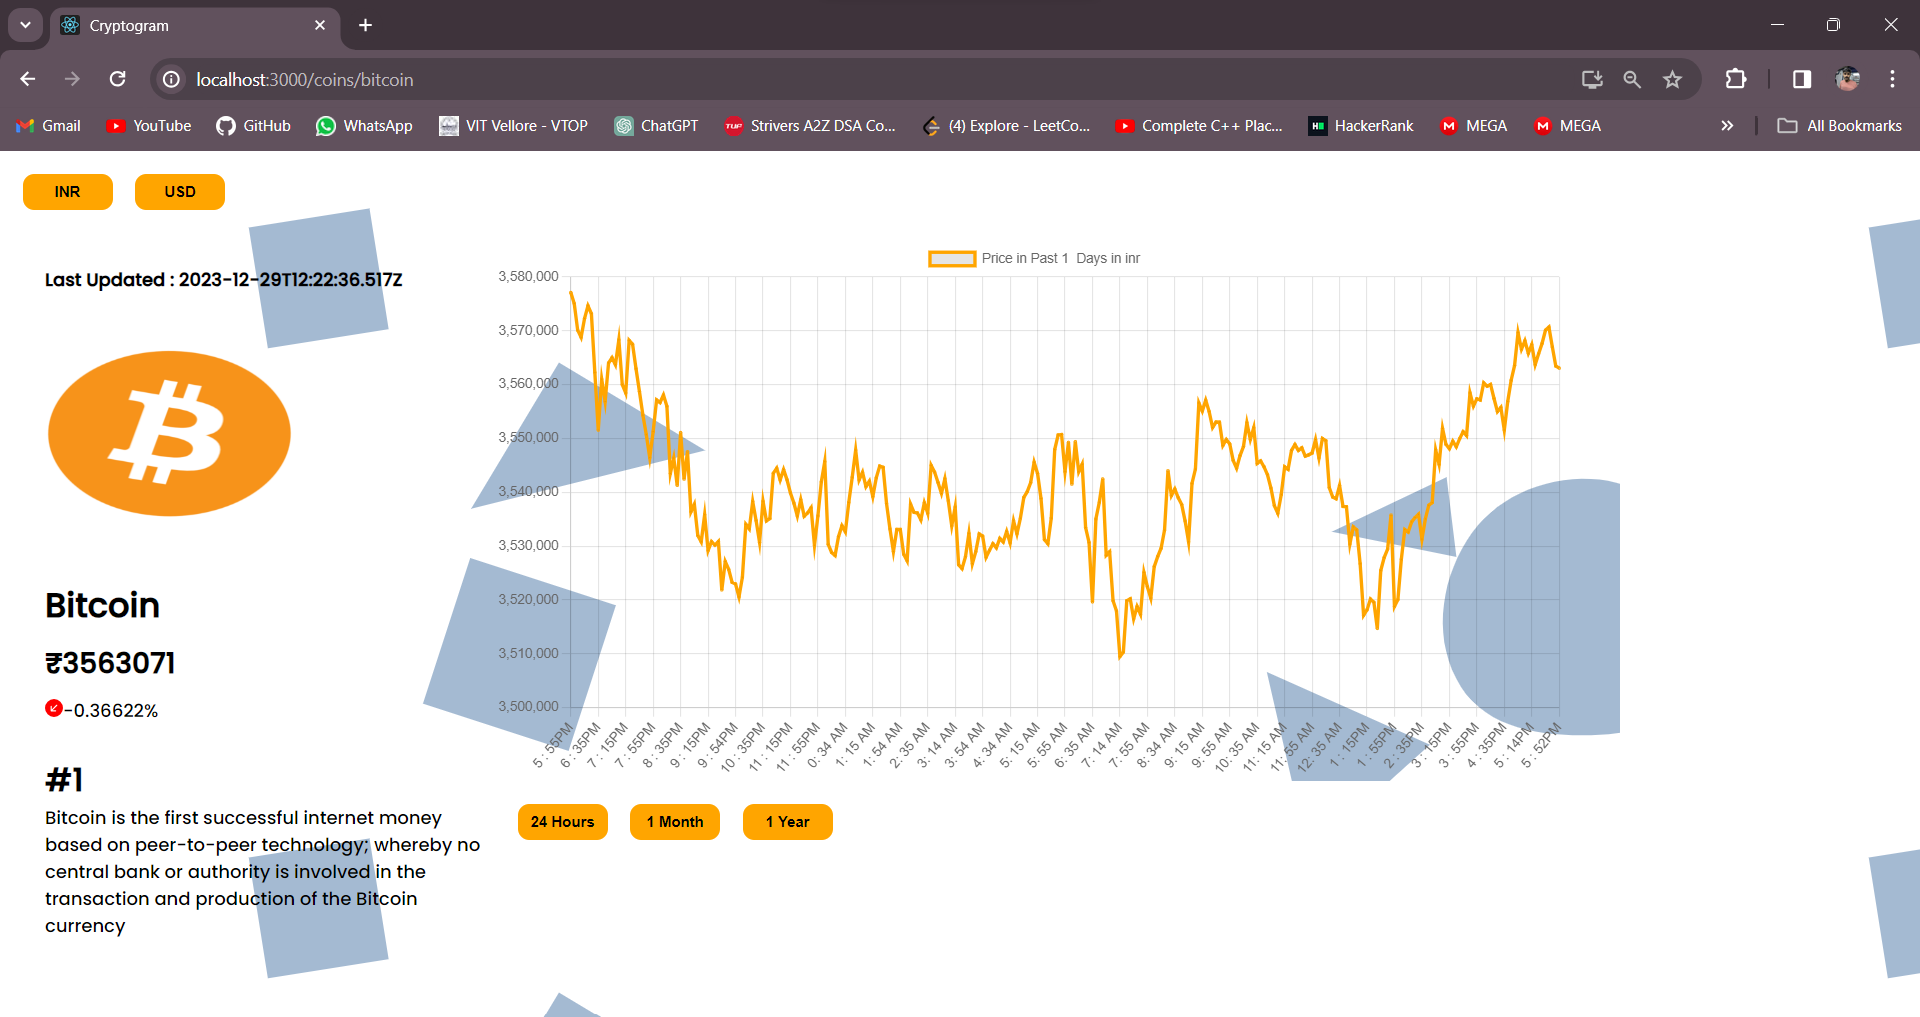 Cryptogram
localhost:3000/coins/bitcoin
Gmail YouTube GitHub WhatsApp VIT Vellore - VTOP ChatGPT TUF Strivers A2Z DSA Co... (4) Explore - LeetCo... Complete C++ Plac... HackerRank MEGA MEGA All Bookmarks
INR USD
Last Updated : 2023-12-29T12:22:36.517Z
Bitcoin
₹3563071
-0.36622%
#1
Bitcoin is the first successful internet money
based on peer-to-peer technology; whereby no
central bank or authority is involved in the
transaction and production of the Bitcoin
currency
Price in Past 1 Days in inr
3,580,000
3,570,000
3,560,000
3,550,000
3,540,000
3,530,000
3,520,000
3,510,000
3,500,000
5 : 55PM 6 : 35PM 7 : 15PM 7 : 55PM 8 : 35PM 9 : 15PM 9 : 54PM 10 : 35PM 11 : 15PM 11 : 55PM 0: 34 AM 1: 15 AM 1: 54 AM 2: 35 AM 3: 14 AM 3: 54 AM 4: 34 AM 5: 15 AM 5: 55 AM 6: 35 AM 7: 14 AM 7: 55 AM 8: 34 AM 9: 15 AM 9: 55 AM 10: 35 AM 11: 15 AM 11: 55 AM 12: 35 AM 1 : 15PM 1 : 55PM 2 : 35PM 3 : 15PM 3 : 55PM 4 : 35PM 5 : 14PM 5 : 52PM
24 Hours 1 Month 1 Year